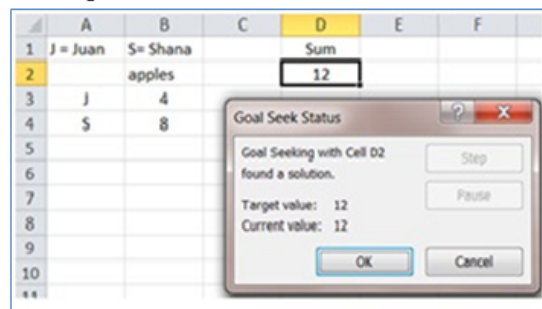 A B C D E F
1 J = Juan S= Shana Sum
2 apples 12
3 J 4
4 S 8
5
6
7
8
9
10
11
Goal Seek Status
?
Goal Seeking with Cell D2
found a solution.
Step
Target value: 12
Pause
Current value: 12
OK Cancel